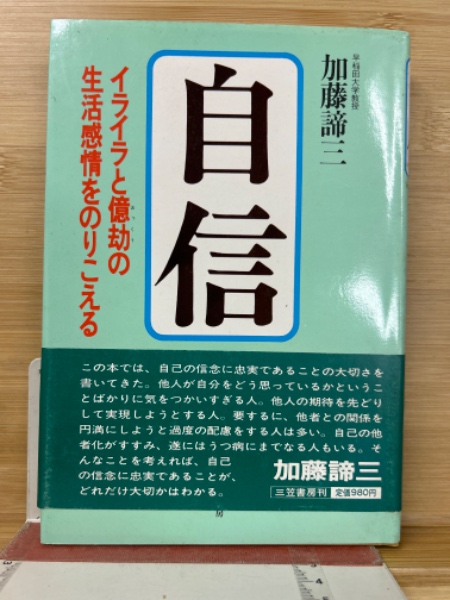 早稲田大学教授
加藤諦三
自信
イライラと億劫の
生活感情をのりこえる
この本では、自己の信念に忠実であることの大切さを
書いてきた。他人が自分をどう思っているかというこ
とばかりに気をつかいすぎる人。他人の期待を先どり
して実現しようとする人。要するに、他者との関係を
円満にしようと過度の配慮をする人は多い。自己の他
者化がすすみ、遂にはうつ病にまでなる人もいる。そ
んなことを考えれば、自己
の信念に忠実であることが、
どれだけ大切かはわかる。
加藤諦三
三笠書房刊
定価980円
房